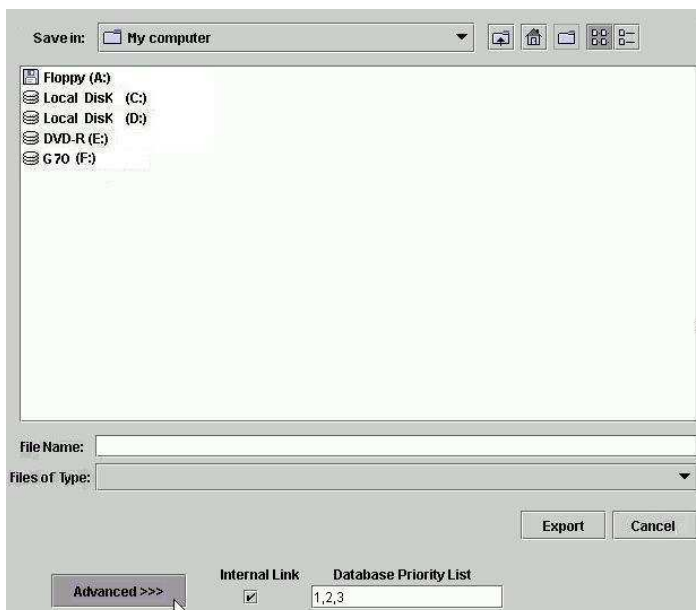 Save in: My computer
Floppy (A:)
Local DisK (C:)
Local DisK (D:)
DVD-R (E:)
G70 (F:)
File Name:
Files of Type:
Export Cancel
Internal Link Database Priority List
Advanced >>> 1,2,3